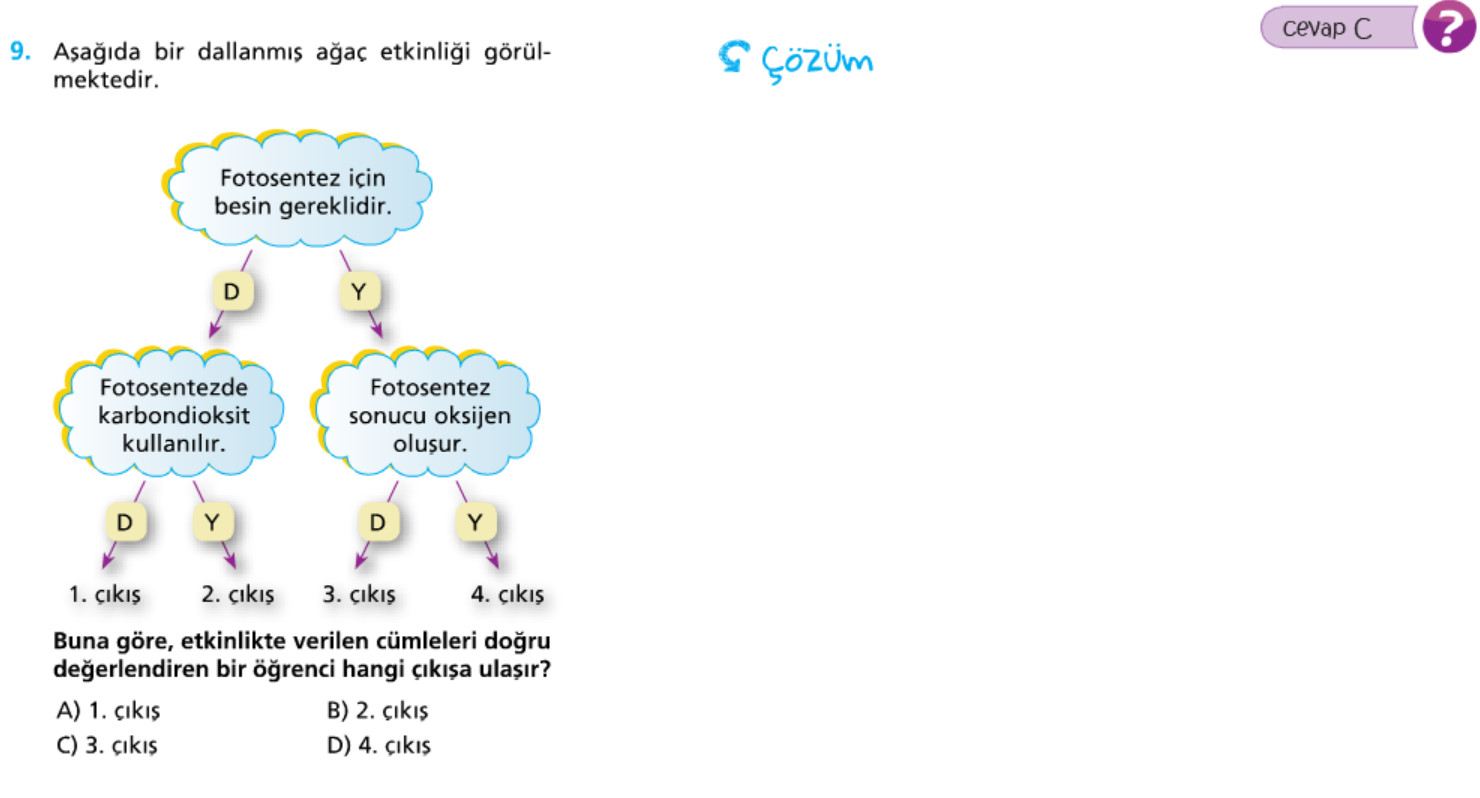 9. Aşağıda bir dallanmış ağaç etkinliği görül-
mektedir.
Fotosentez için
besin gereklidir.
D
Y
Fotosentezde
karbondioksit
kullanılır.
Fotosentez
sonucu oksijen
oluşur.
D
Y
D
Y
1. çıkış
2. çıkış
3. çıkış
4. çıkış
Buna göre, etkinlikte verilen cümleleri doğru
değerlendiren bir öğrenci hangi çıkışa ulaşır?
A) 1. çıkış
B) 2. çıkış
C) 3. çıkış
D) 4. çıkış
Çözüm
cevap C
?